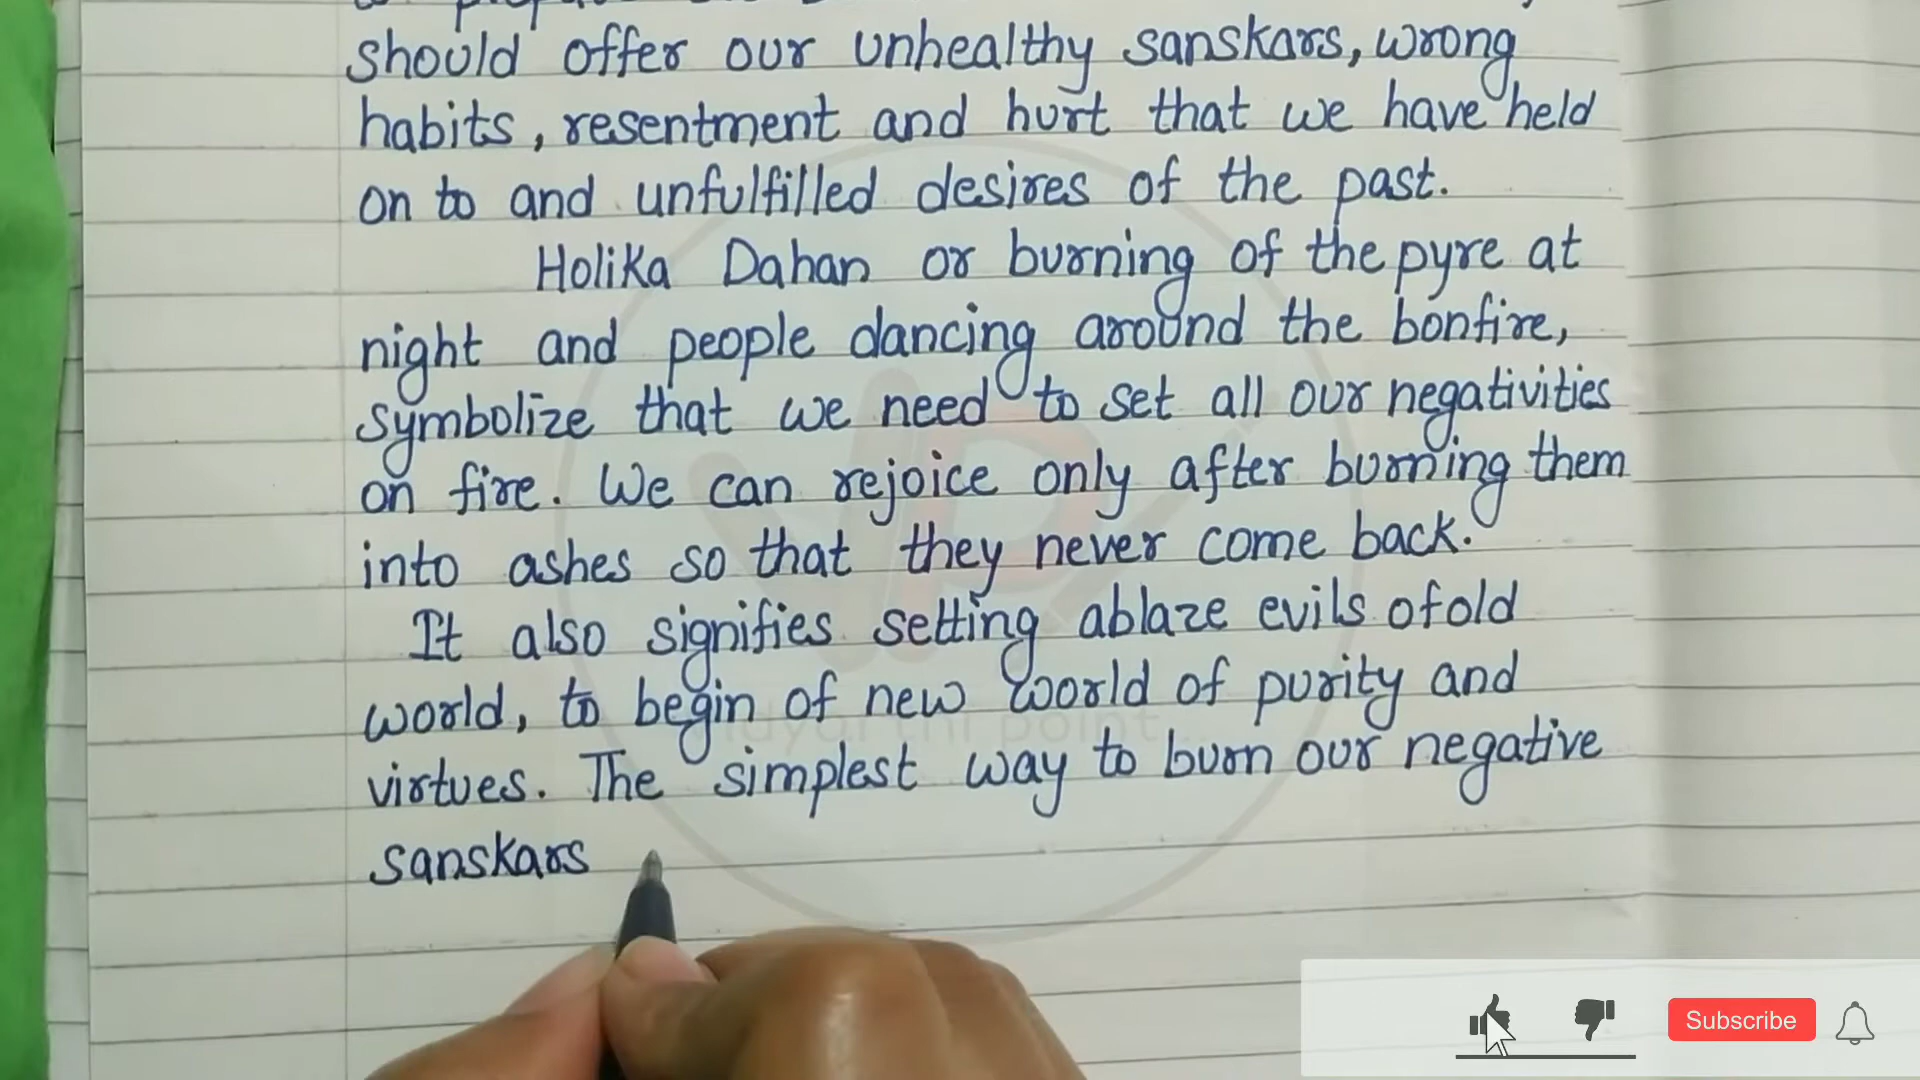 should offer our unhealthy sanskars, wrong
habits, resentment and hurt that we have held
on to and unfulfilled desires of the past.
Holika Dahan or burning of the pyre at
night and people dancing around the bonfire,
symbolize that we need to set all our negativities
on fire. We can rejoice only after burning them
into ashes so that they never come back.
It also signifies setting ablaze evils of old
world, to begin of new world of purity and
virtues. The simplest way to burn our negative
sanskars
Subscribe